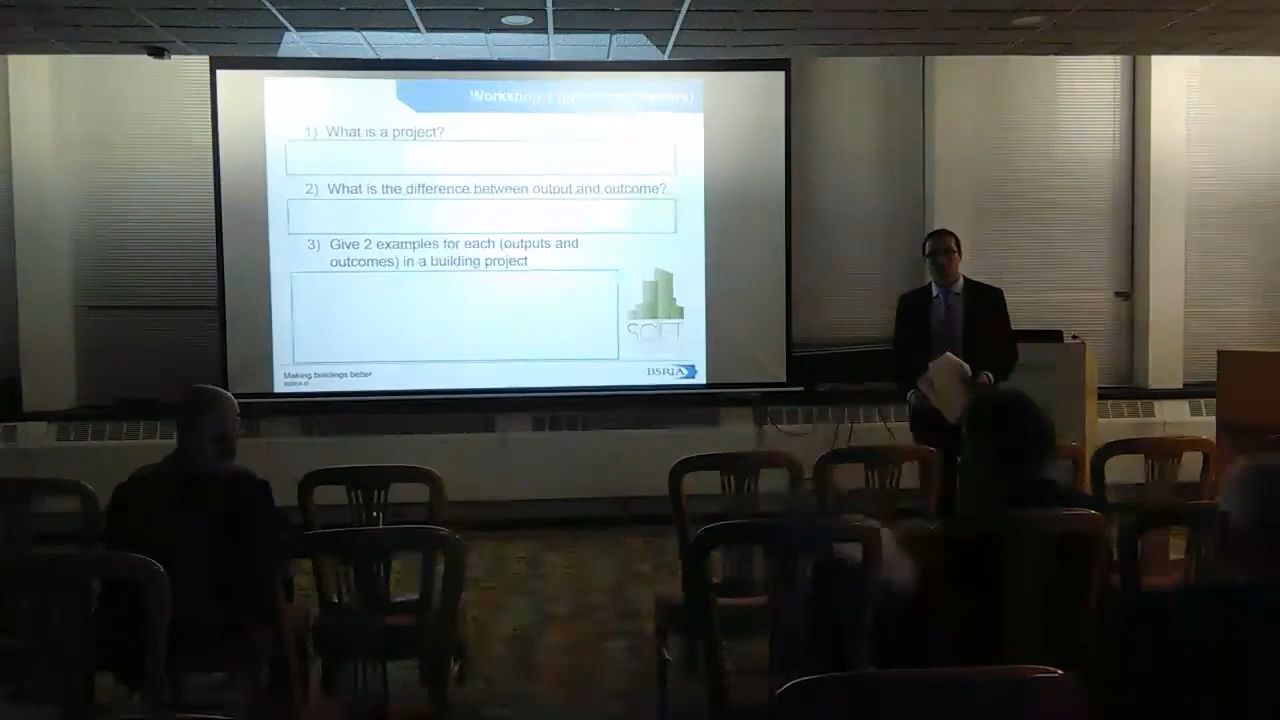 Workshop
1) What is a project?
2) What is the difference between output and outcome?
3) Give 2 examples for each (outputs and
outcomes) in a building project
Making buildings better
BSRIA